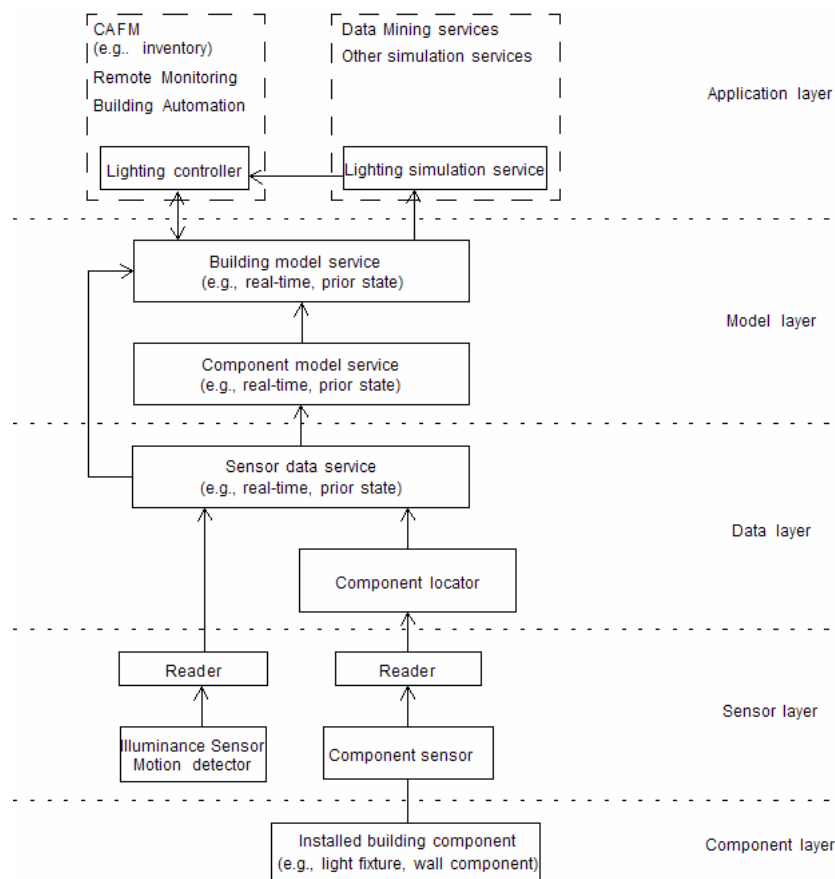 CAFM
(e.g.. inventory)
Remote Monitoring
Building Automation
Data Mining services
Other simulation services
Application layer
Lighting controller
Lighting simulation service
Building model service
(e.g., real-time, prior state)
Model layer
Component model service
(e.g., real-time, prior state)
Sensor data service
(e.g., real-time, prior state)
Data layer
Component locator
Reader
Reader
Sensor layer
Illuminance Sensor
Motion detector
Component sensor
Installed building component
(e.g., light fixture, wall component)
Component layer